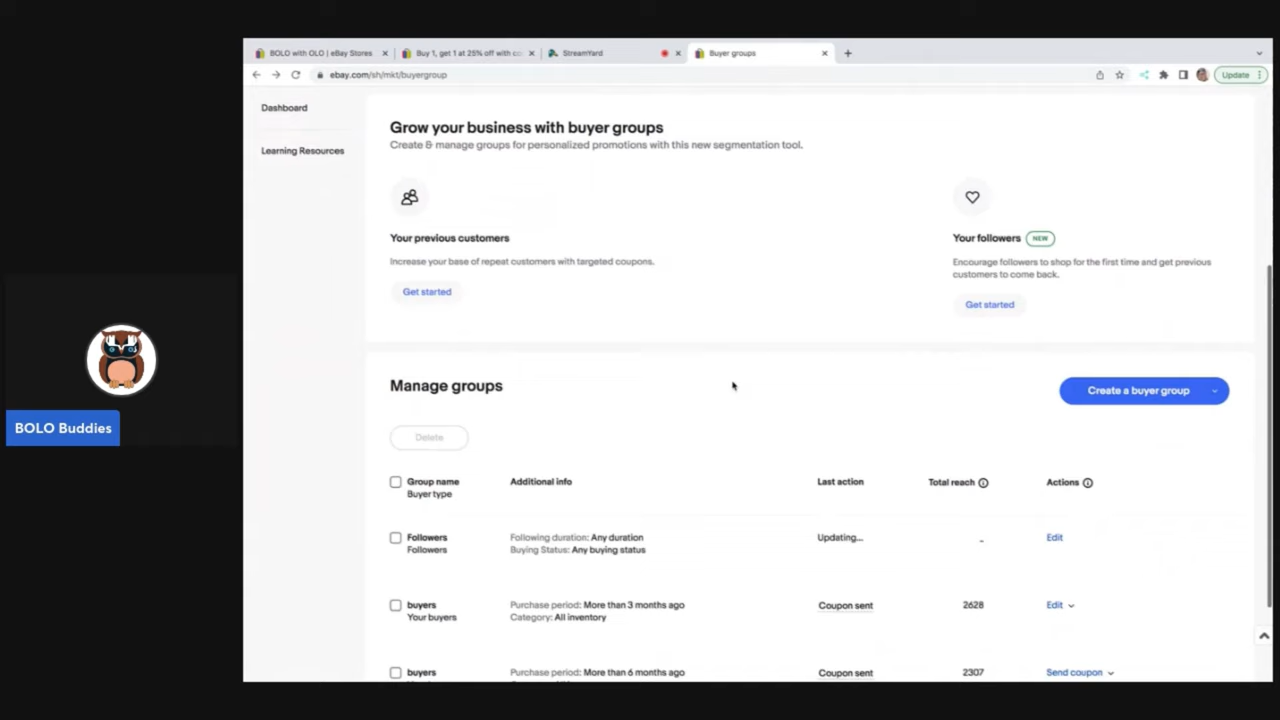 BOLO with OLO | eBay Stores
Buy 1, get 1 at 25% off with co
StreamYard
Buyer groups
ebay.com/sh/mkt/buyergroup
Update
Dashboard
Learning Resources
Grow your business with buyer groups
Create & manage groups for personalized promotions with this new segmentation tool.
Your previous customers
Increase your base of repeat customers with targeted coupons.
Get started
Your followers NEW
Encourage followers to shop for the first time and get previous
customers to come back.
Get started
Manage groups
Create a buyer group
Delete
Group name
Buyer type
Additional info
Last action
Total reach
Actions
Followers
Followers
Following duration: Any duration
Buying Status: Any buying status
Updating...
-
Edit
buyers
Your buyers
Purchase period: More than 3 months ago
Category: All inventory
Coupon sent
2628
Edit
buyers
Purchase period: More than 6 months ago
Coupon sent
2307
Send coupon
BOLO Buddies